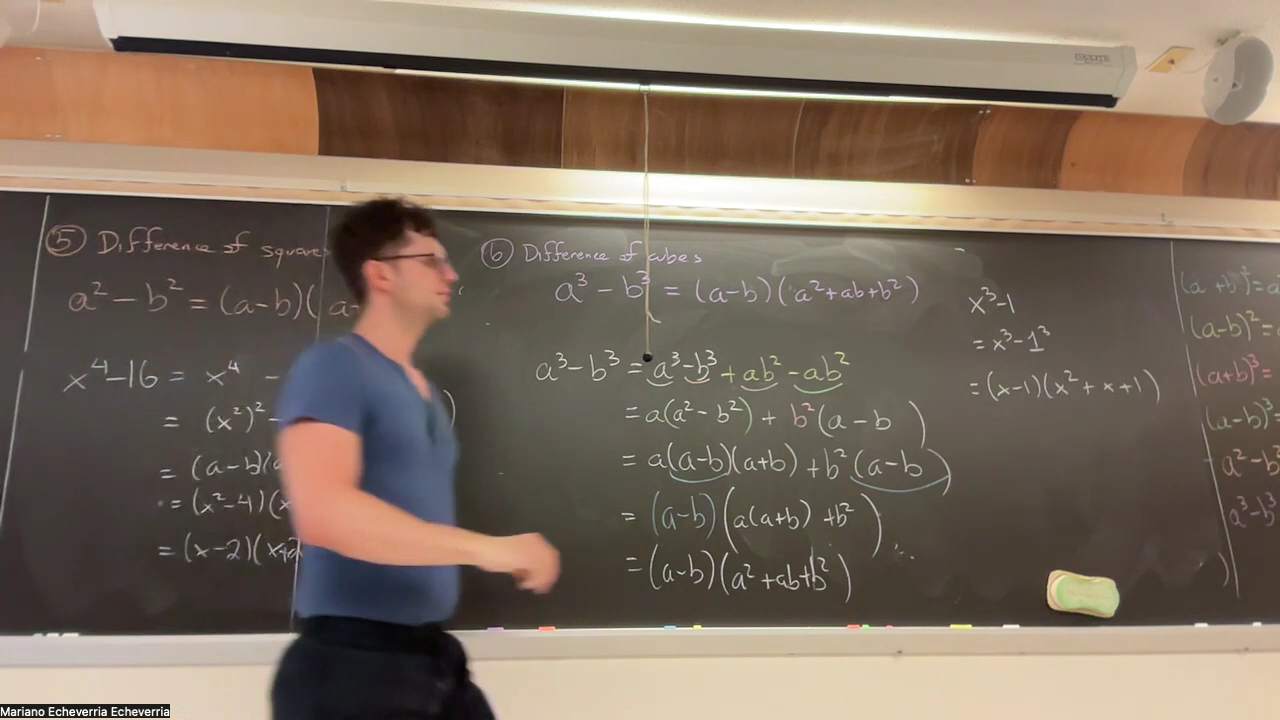 ⑤ Difference of squares
a² − b² = (a−b)(a−
x⁴−16 = x⁴ −
= (x²)² −
= (a−b)(a
= (x²−4)(x
= (x−2)(x+2
⑥ Difference of cubes
a³ − b³ = (a−b)(a²+ab+b²)
a³−b³ = a³−b³ + ab² − ab²
= a(a²−b²) + b²(a−b)
= a(a−b)(a+b) + b²(a−b)
= (a−b)(a(a+b) + b²)
= (a−b)(a²+ab+b²)
x³−1
= x³−1³
= (x−1)(x²+x+1)
(a+b)²=a
(a−b)²=
(a+b)³=
(a−b)³=
a²−b²
a³−b³
Mariano Echeverria Echeverria